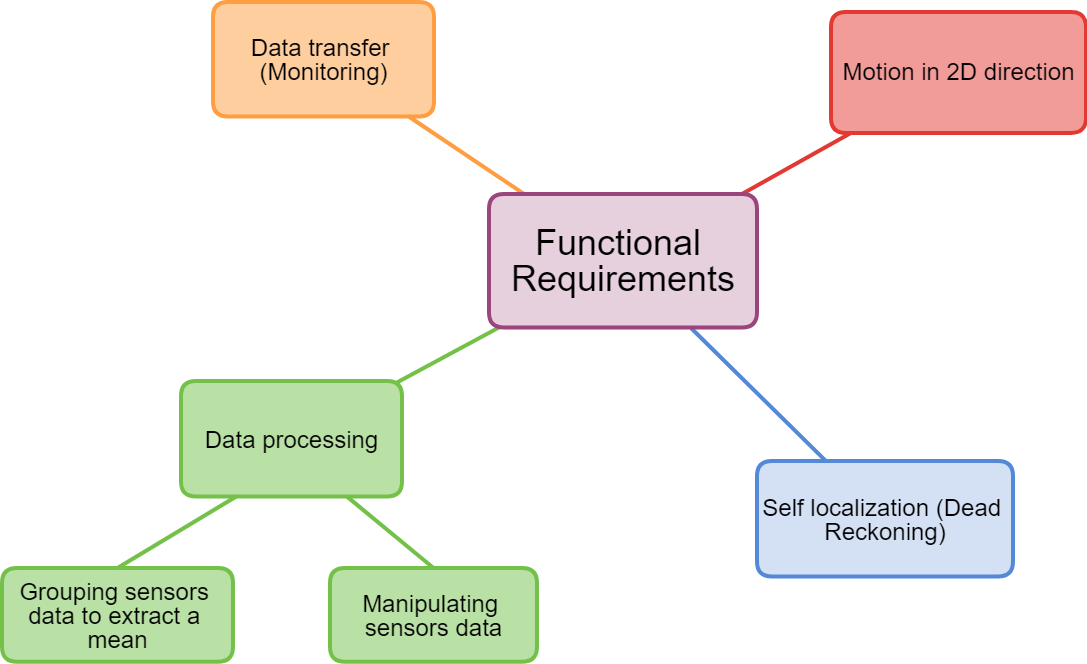 Data transfer
(Monitoring)
Motion in 2D direction
Functional
Requirements
Data processing
Self localization (Dead
Reckoning)
Grouping sensors
data to extract a
mean
Manipulating
sensors data